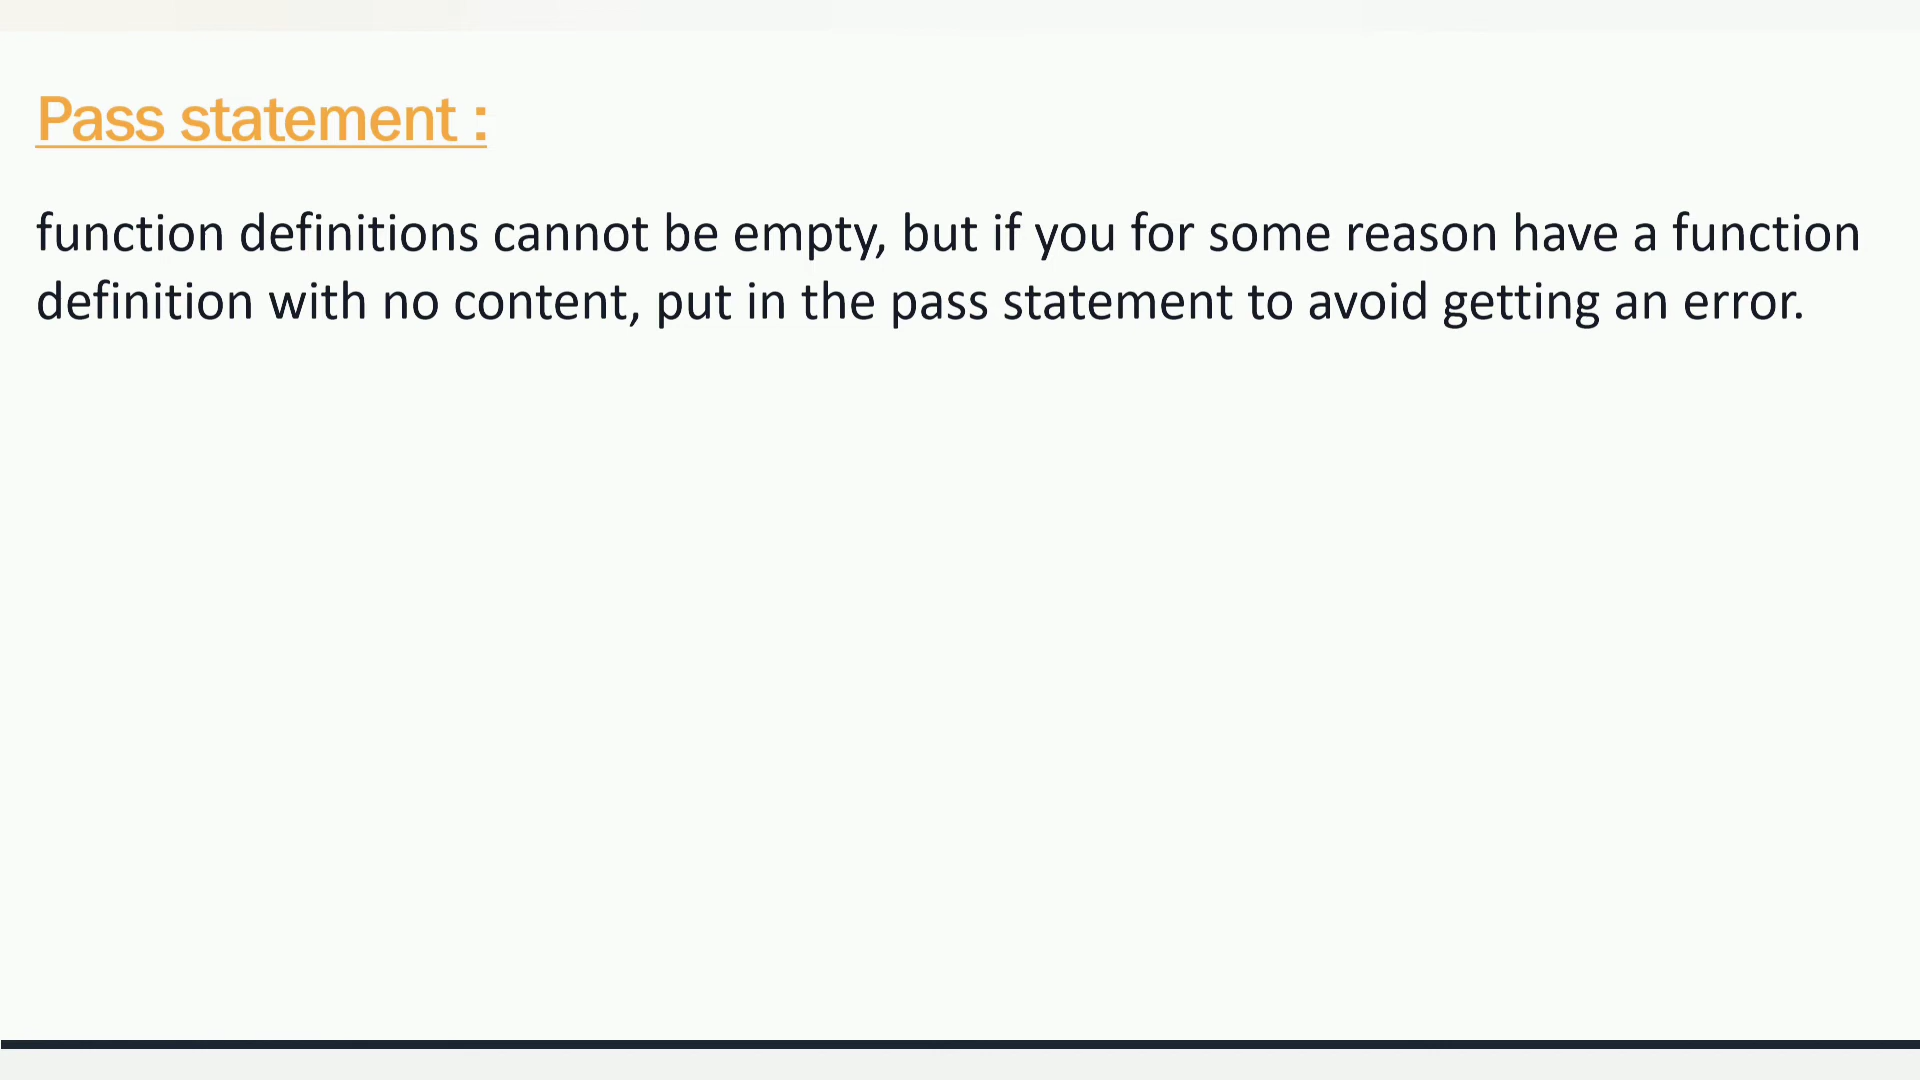 Pass statement :
function definitions cannot be empty, but if you for some reason have a function
definition with no content, put in the pass statement to avoid getting an error.